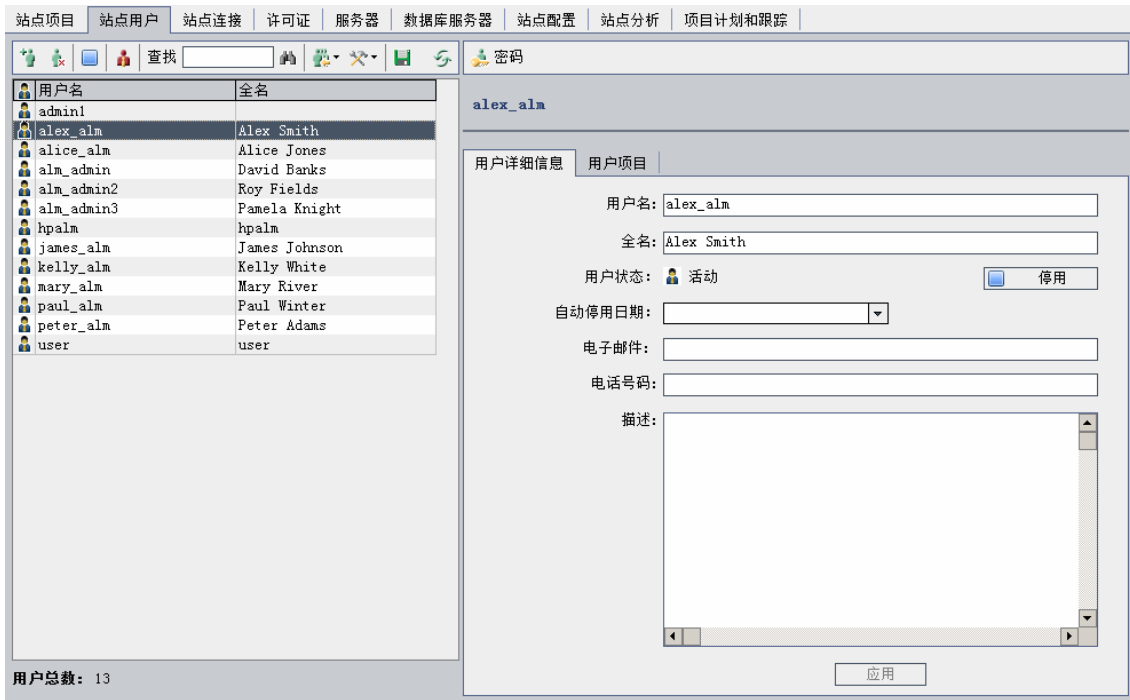 站点项目 站点用户 站点连接 许可证 服务器 数据库服务器 站点配置 站点分析 项目计划和跟踪
查找
密码
用户名 全名
admin1
alex_alm Alex Smith
alice_alm Alice Jones
alm_admin David Banks
alm_admin2 Roy Fields
alm_admin3 Pamela Knight
hpalm hpalm
james_alm James Johnson
kelly_alm Kelly White
mary_alm Mary River
paul_alm Paul Winter
peter_alm Peter Adams
user user
用户总数: 13
alex_alm
用户详细信息 用户项目
用户名: alex_alm
全名: Alex Smith
用户状态: 活动 停用
自动停用日期:
电子邮件:
电话号码:
描述:
应用